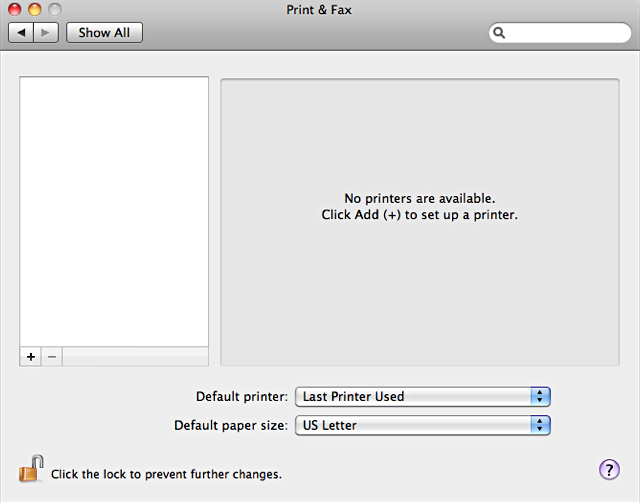 Print & Fax
Show All
No printers are available.
Click Add (+) to set up a printer.
+ −
Default printer: Last Printer Used
Default paper size: US Letter
Click the lock to prevent further changes. ?